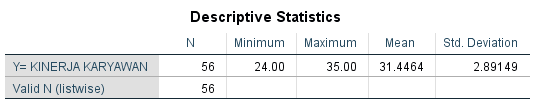 Descriptive Statistics
N Minimum Maximum Mean Std. Deviation
Y= KINERJA KARYAWAN 56 24.00 35.00 31.4464 2.89149
Valid N (listwise) 56